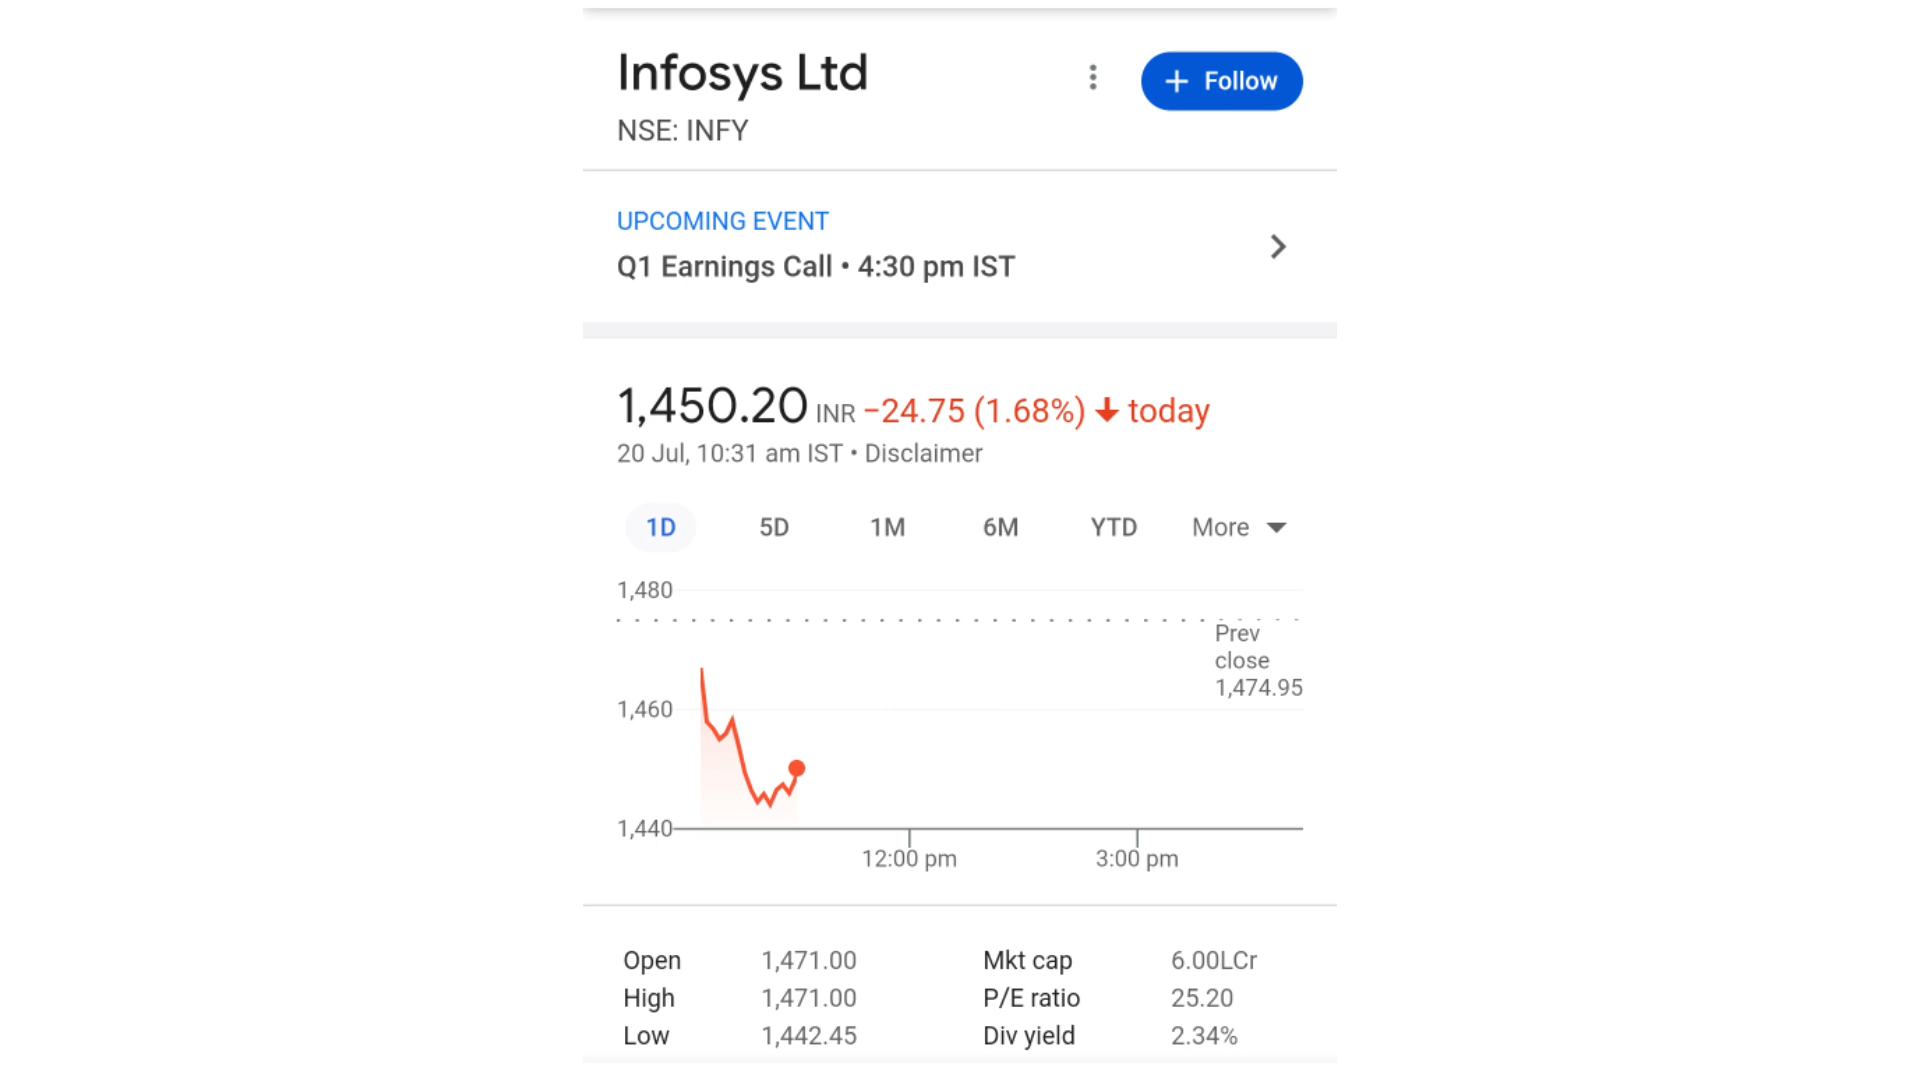 Infosys Ltd
+ Follow
NSE: INFY
UPCOMING EVENT
Q1 Earnings Call • 4:30 pm IST
1,450.20 INR −24.75 (1.68%) ↓ today
20 Jul, 10:31 am IST • Disclaimer
1D 5D 1M 6M YTD More
1,480
Prev
close
1,474.95
1,460
1,440
12:00 pm 3:00 pm
Open 1,471.00 Mkt cap 6.00LCr
High 1,471.00 P/E ratio 25.20
Low 1,442.45 Div yield 2.34%